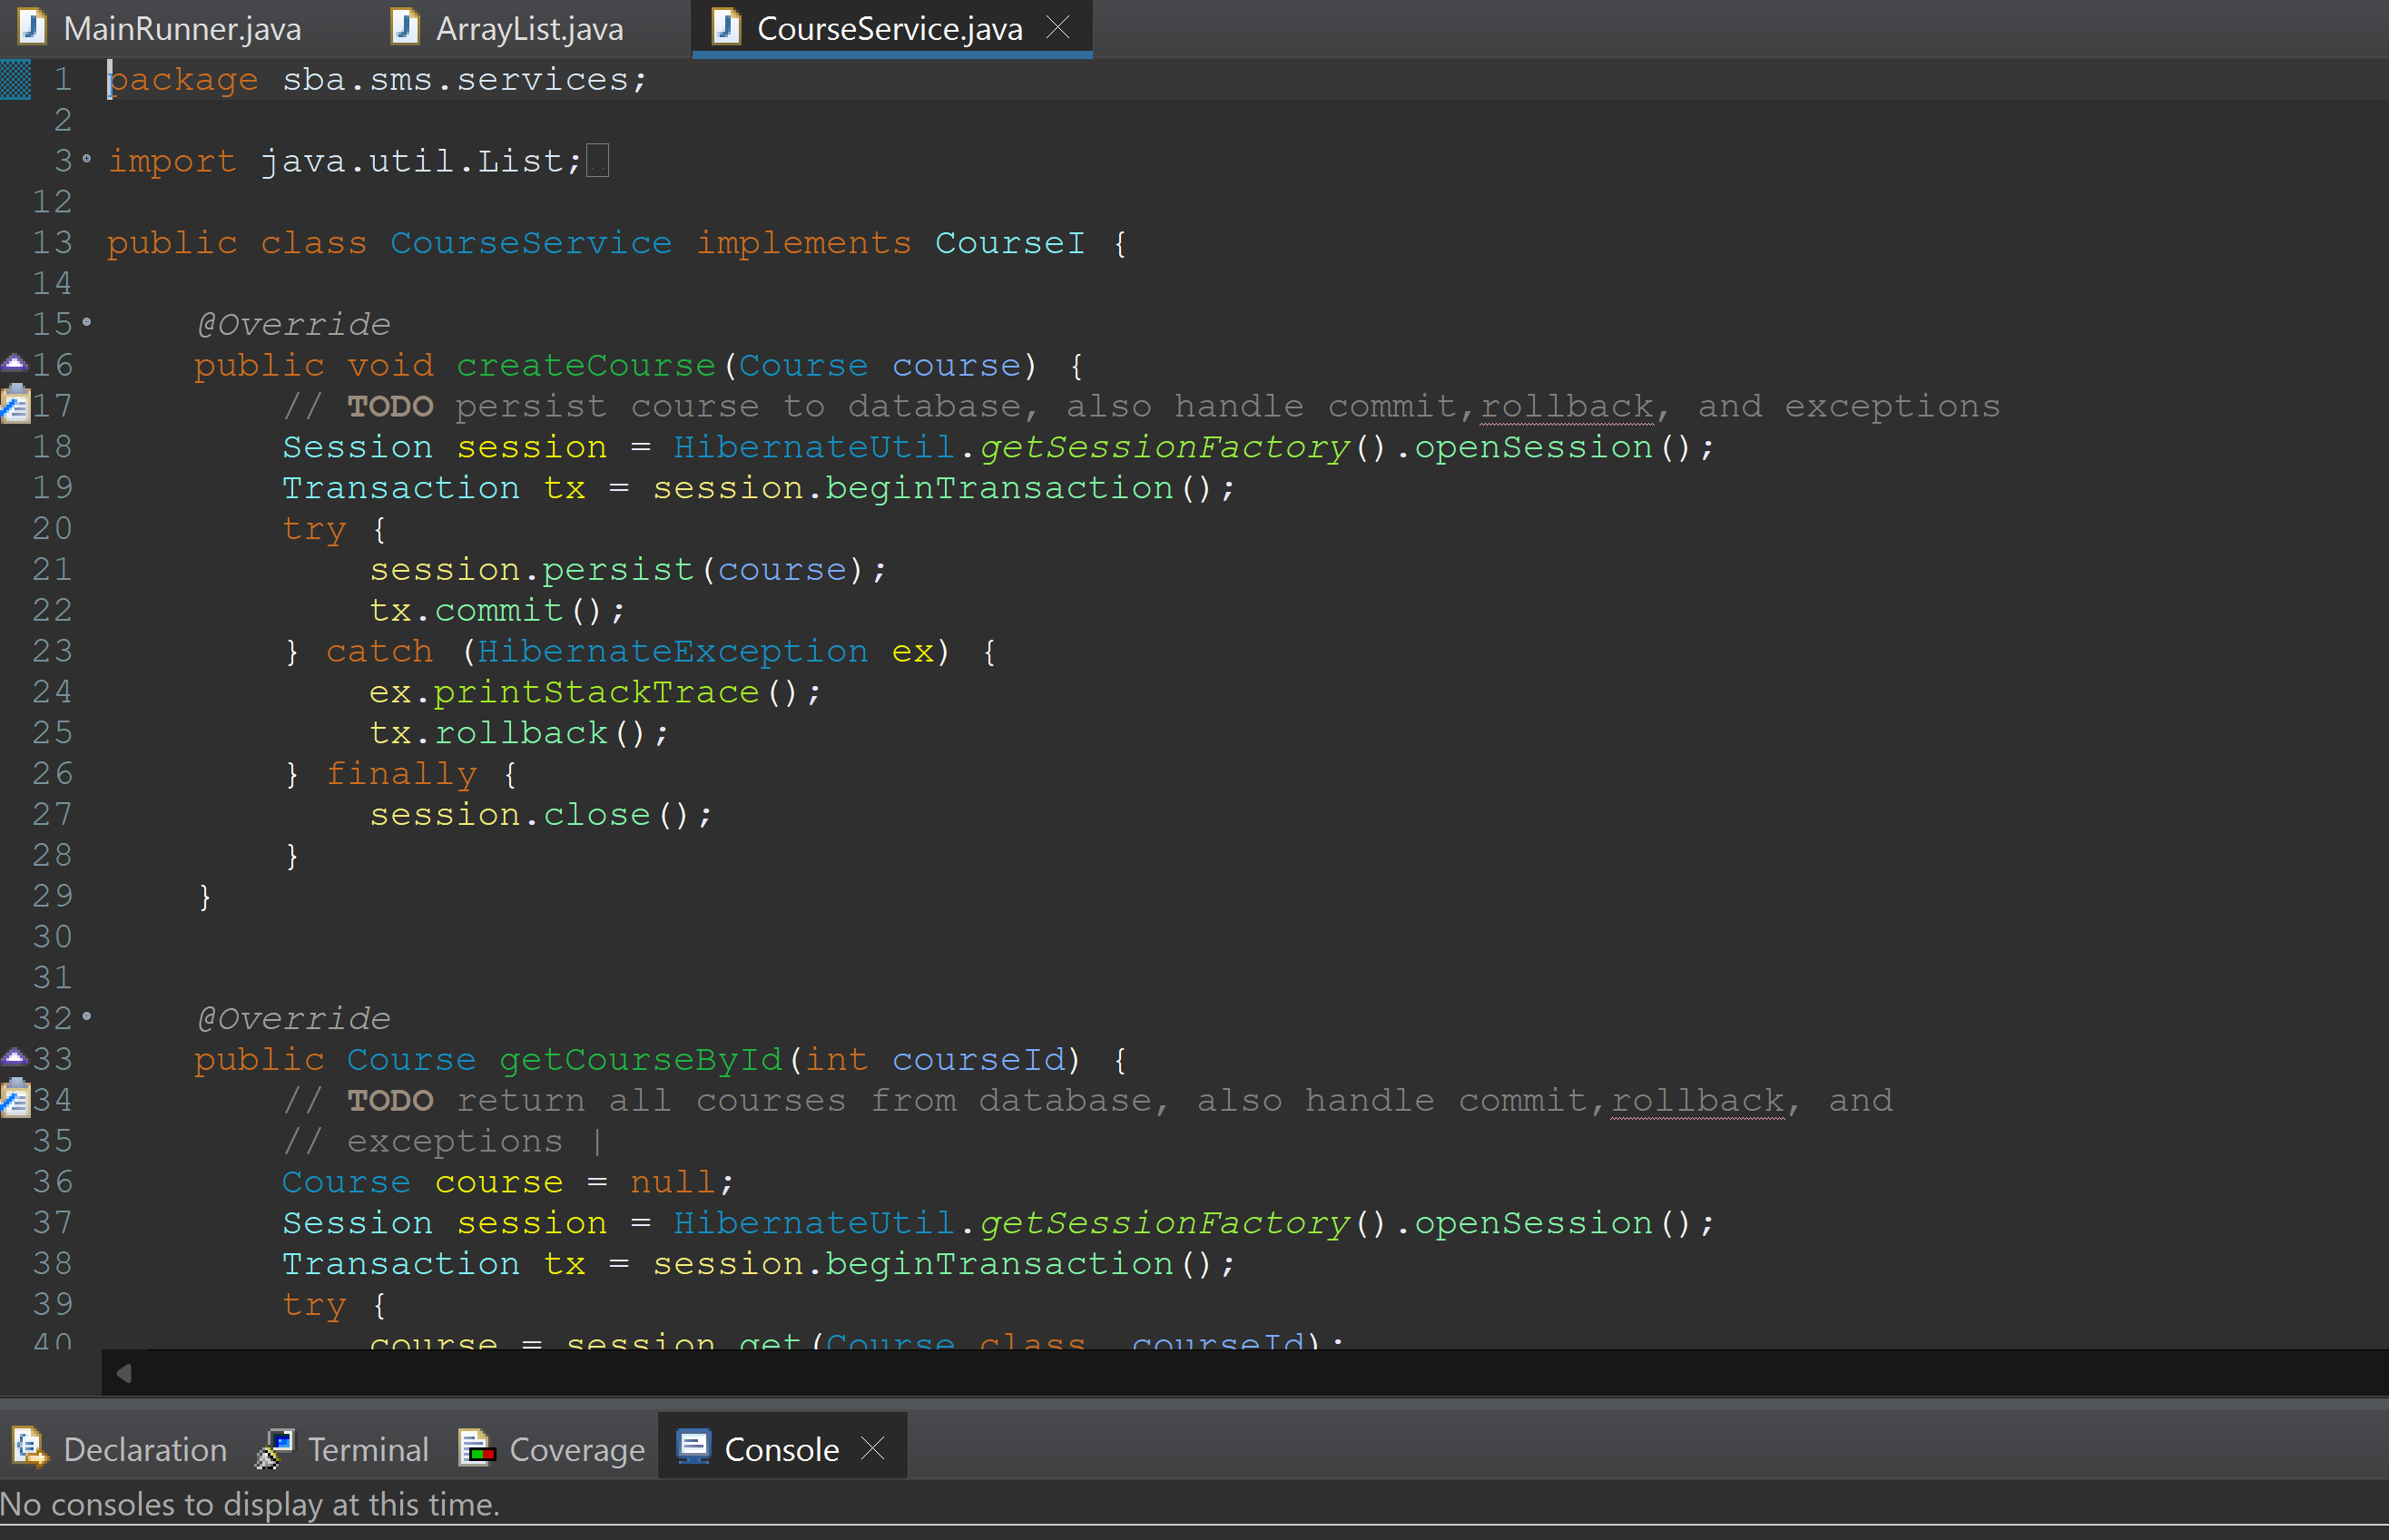 MainRunner.java ArrayList.java CourseService.java
1 package sba.sms.services;
2
3 import java.util.List;
12
13 public class CourseService implements CourseI {
14
15 @Override
16 public void createCourse(Course course) {
17 // TODO persist course to database, also handle commit,rollback, and exceptions
18 Session session = HibernateUtil.getSessionFactory().openSession();
19 Transaction tx = session.beginTransaction();
20 try {
21 session.persist(course);
22 tx.commit();
23 } catch (HibernateException ex) {
24 ex.printStackTrace();
25 tx.rollback();
26 } finally {
27 session.close();
28 }
29 }
30
31
32 @Override
33 public Course getCourseById(int courseId) {
34 // TODO return all courses from database, also handle commit,rollback, and
35 // exceptions |
36 Course course = null;
37 Session session = HibernateUtil.getSessionFactory().openSession();
38 Transaction tx = session.beginTransaction();
39 try {
40 course = session.get(Course.class, courseId);
Declaration Terminal Coverage Console
No consoles to display at this time.